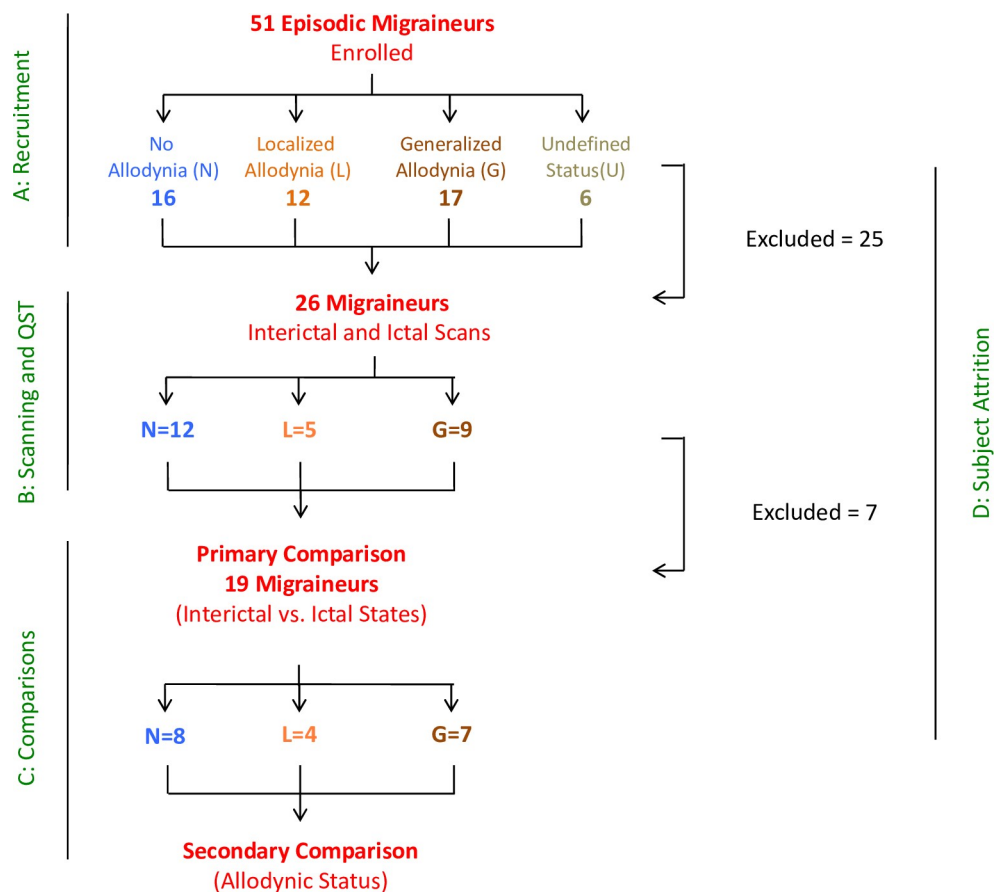 51 Episodic Migraineurs
Enrolled
A: Recruitment
No
Allodynia (N)
16
Localized
Allodynia (L)
12
Generalized
Allodynia (G)
17
Undefined
Status(U)
6
Excluded = 25
26 Migraineurs
Interictal and Ictal Scans
B: Scanning and QST
N=12
L=5
G=9
Excluded = 7
D: Subject Attrition
Primary Comparison
19 Migraineurs
(Interictal vs. Ictal States)
C: Comparisons
N=8
L=4
G=7
Secondary Comparison
(Allodynic Status)